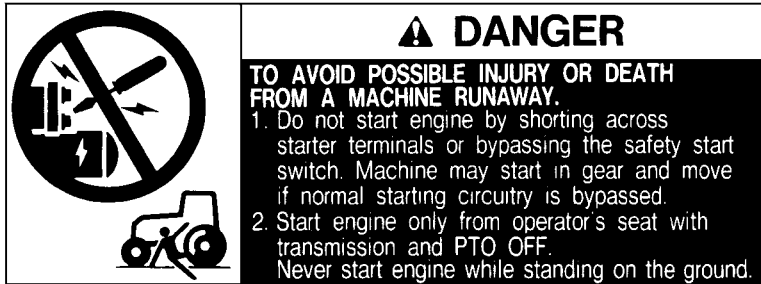 DANGER
TO AVOID POSSIBLE INJURY OR DEATH
FROM A MACHINE RUNAWAY.
1. Do not start engine by shorting across
starter terminals or bypassing the safety start
switch. Machine may start in gear and move
if normal starting circuitry is bypassed.
2. Start engine only from operator's seat with
transmission and PTO OFF.
Never start engine while standing on the ground.